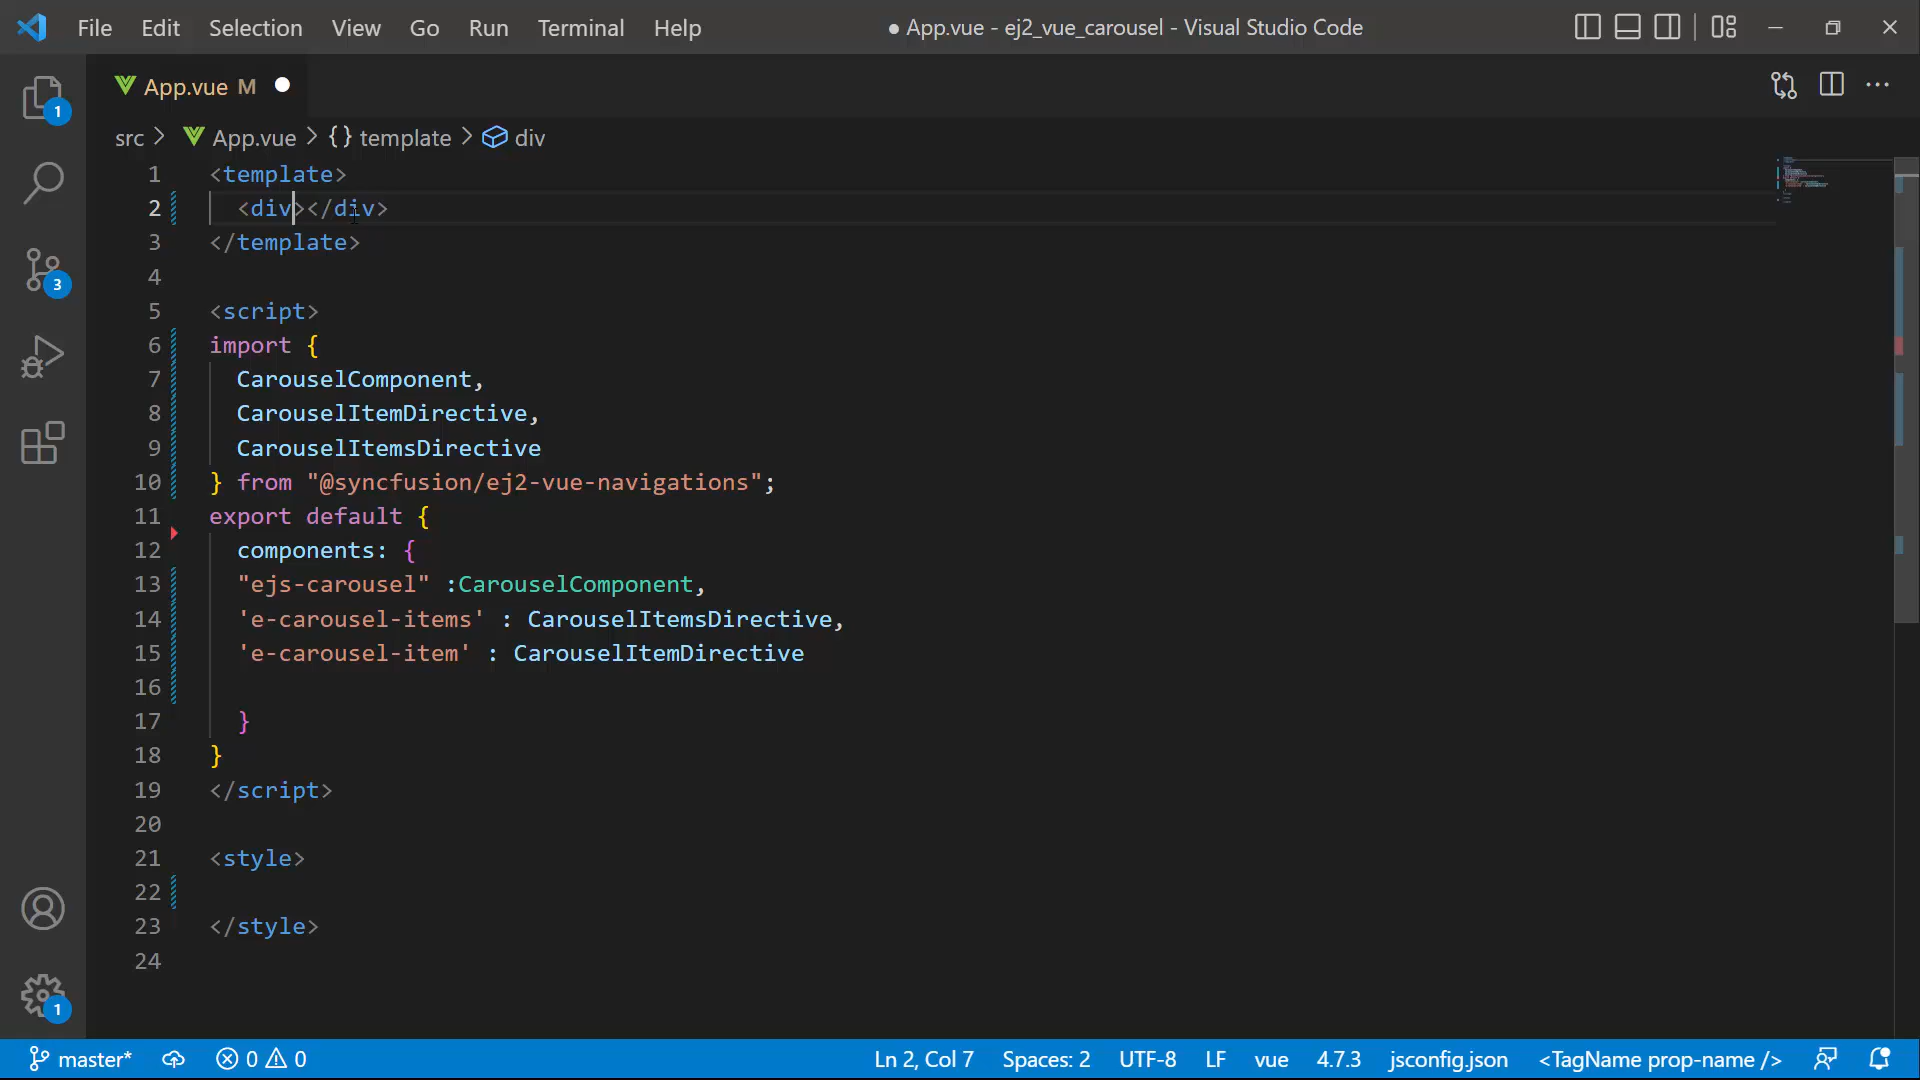 File Edit Selection View Go Run Terminal Help ● App.vue - ej2_vue_carousel - Visual Studio Code
App.vue M
src > App.vue > {} template > div
1 <template>
2 <div></div>
3 </template>
4
5 <script>
6 import {
7 CarouselComponent,
8 CarouselItemDirective,
9 CarouselItemsDirective
10 } from "@syncfusion/ej2-vue-navigations";
11 export default {
12 components: {
13 "ejs-carousel" :CarouselComponent,
14 'e-carousel-items' : CarouselItemsDirective,
15 'e-carousel-item' : CarouselItemDirective
16
17 }
18 }
19 </script>
20
21 <style>
22
23 </style>
24
1
3
1
master* 0 0 Ln 2, Col 7 Spaces: 2 UTF-8 LF vue 4.7.3 jsconfig.json <TagName prop-name />